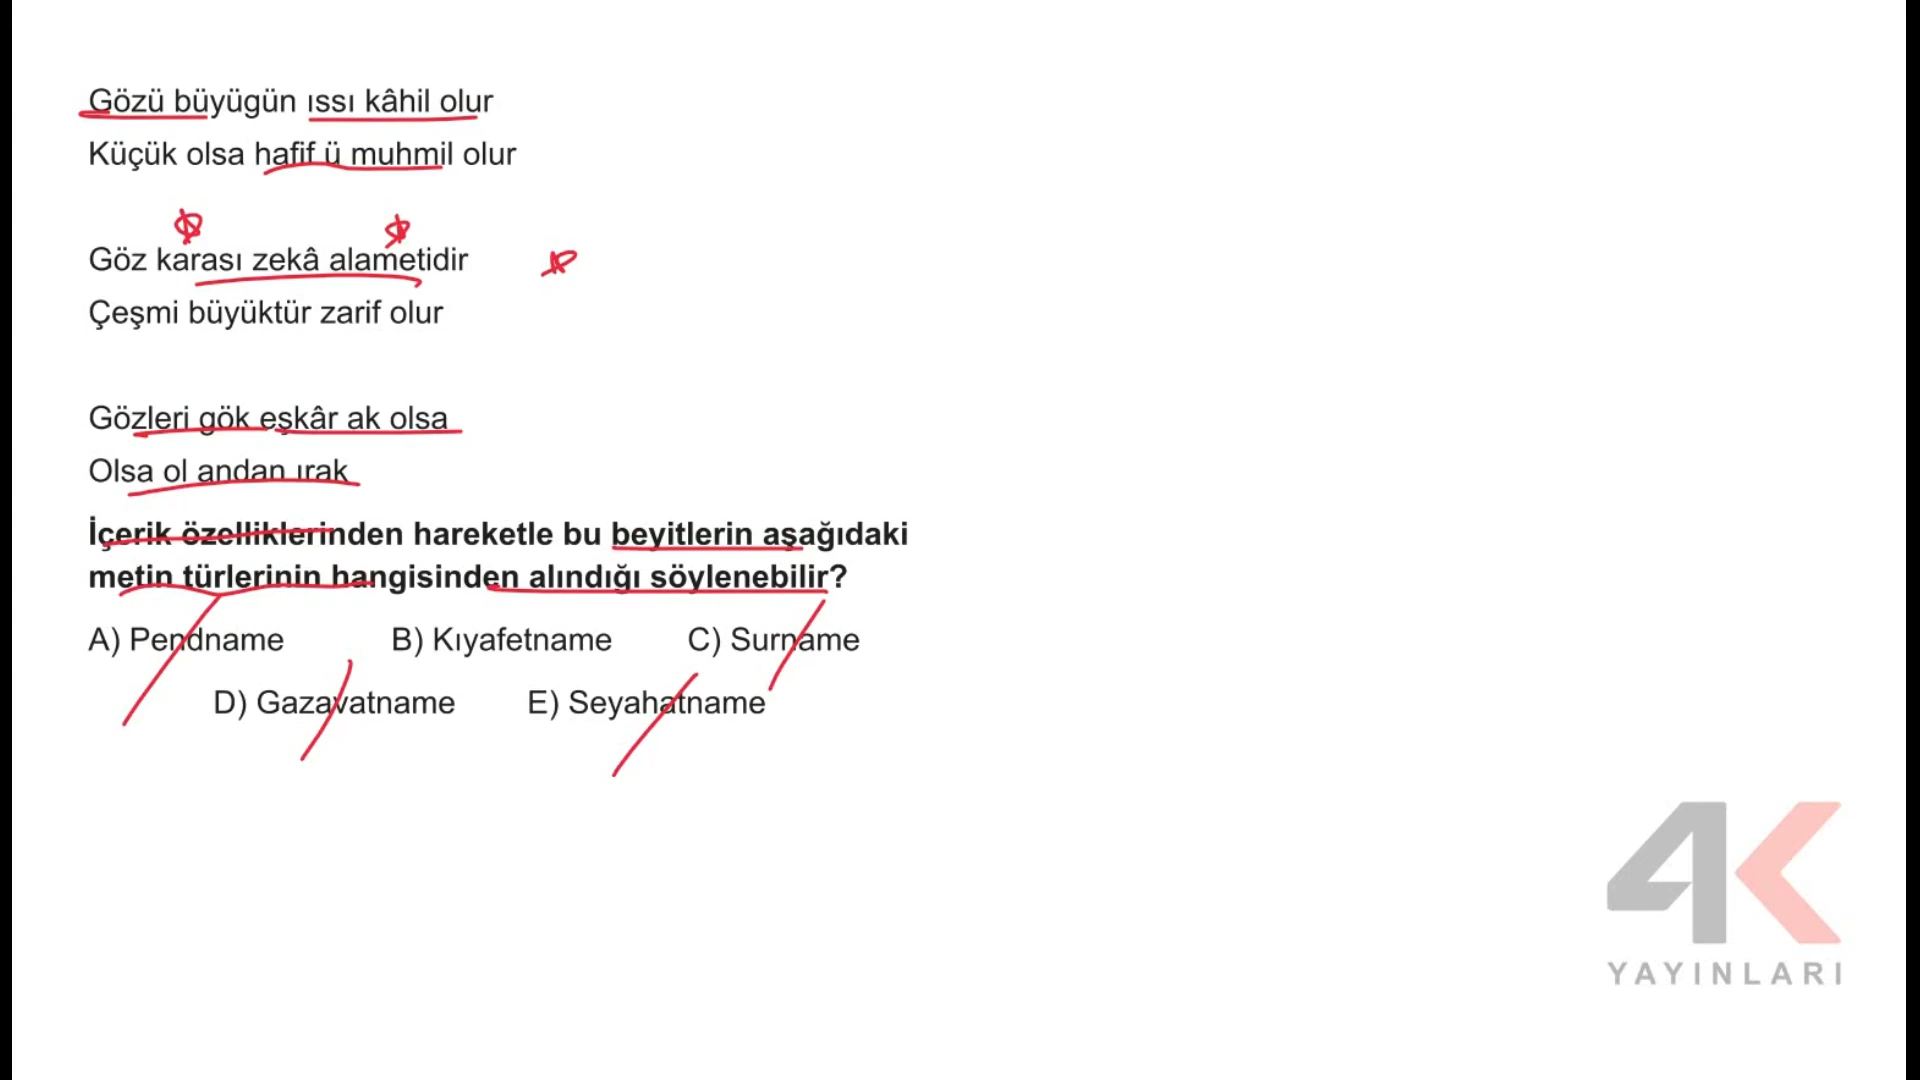 Gözü büyügün ıssı kâhil olur
Küçük olsa hafif ü muhmil olur
Göz karası zekâ alametidir
Çeşmi büyüktür zarif olur
Gözleri gök eşkâr ak olsa
Olsa ol andan ırak
İçerik özelliklerinden hareketle bu beyitlerin aşağıdaki
metin türlerinin hangisinden alındığı söylenebilir?
A) Pendname B) Kıyafetname C) Surname
D) Gazavatname E) Seyahatname
4K
YAYINLARI